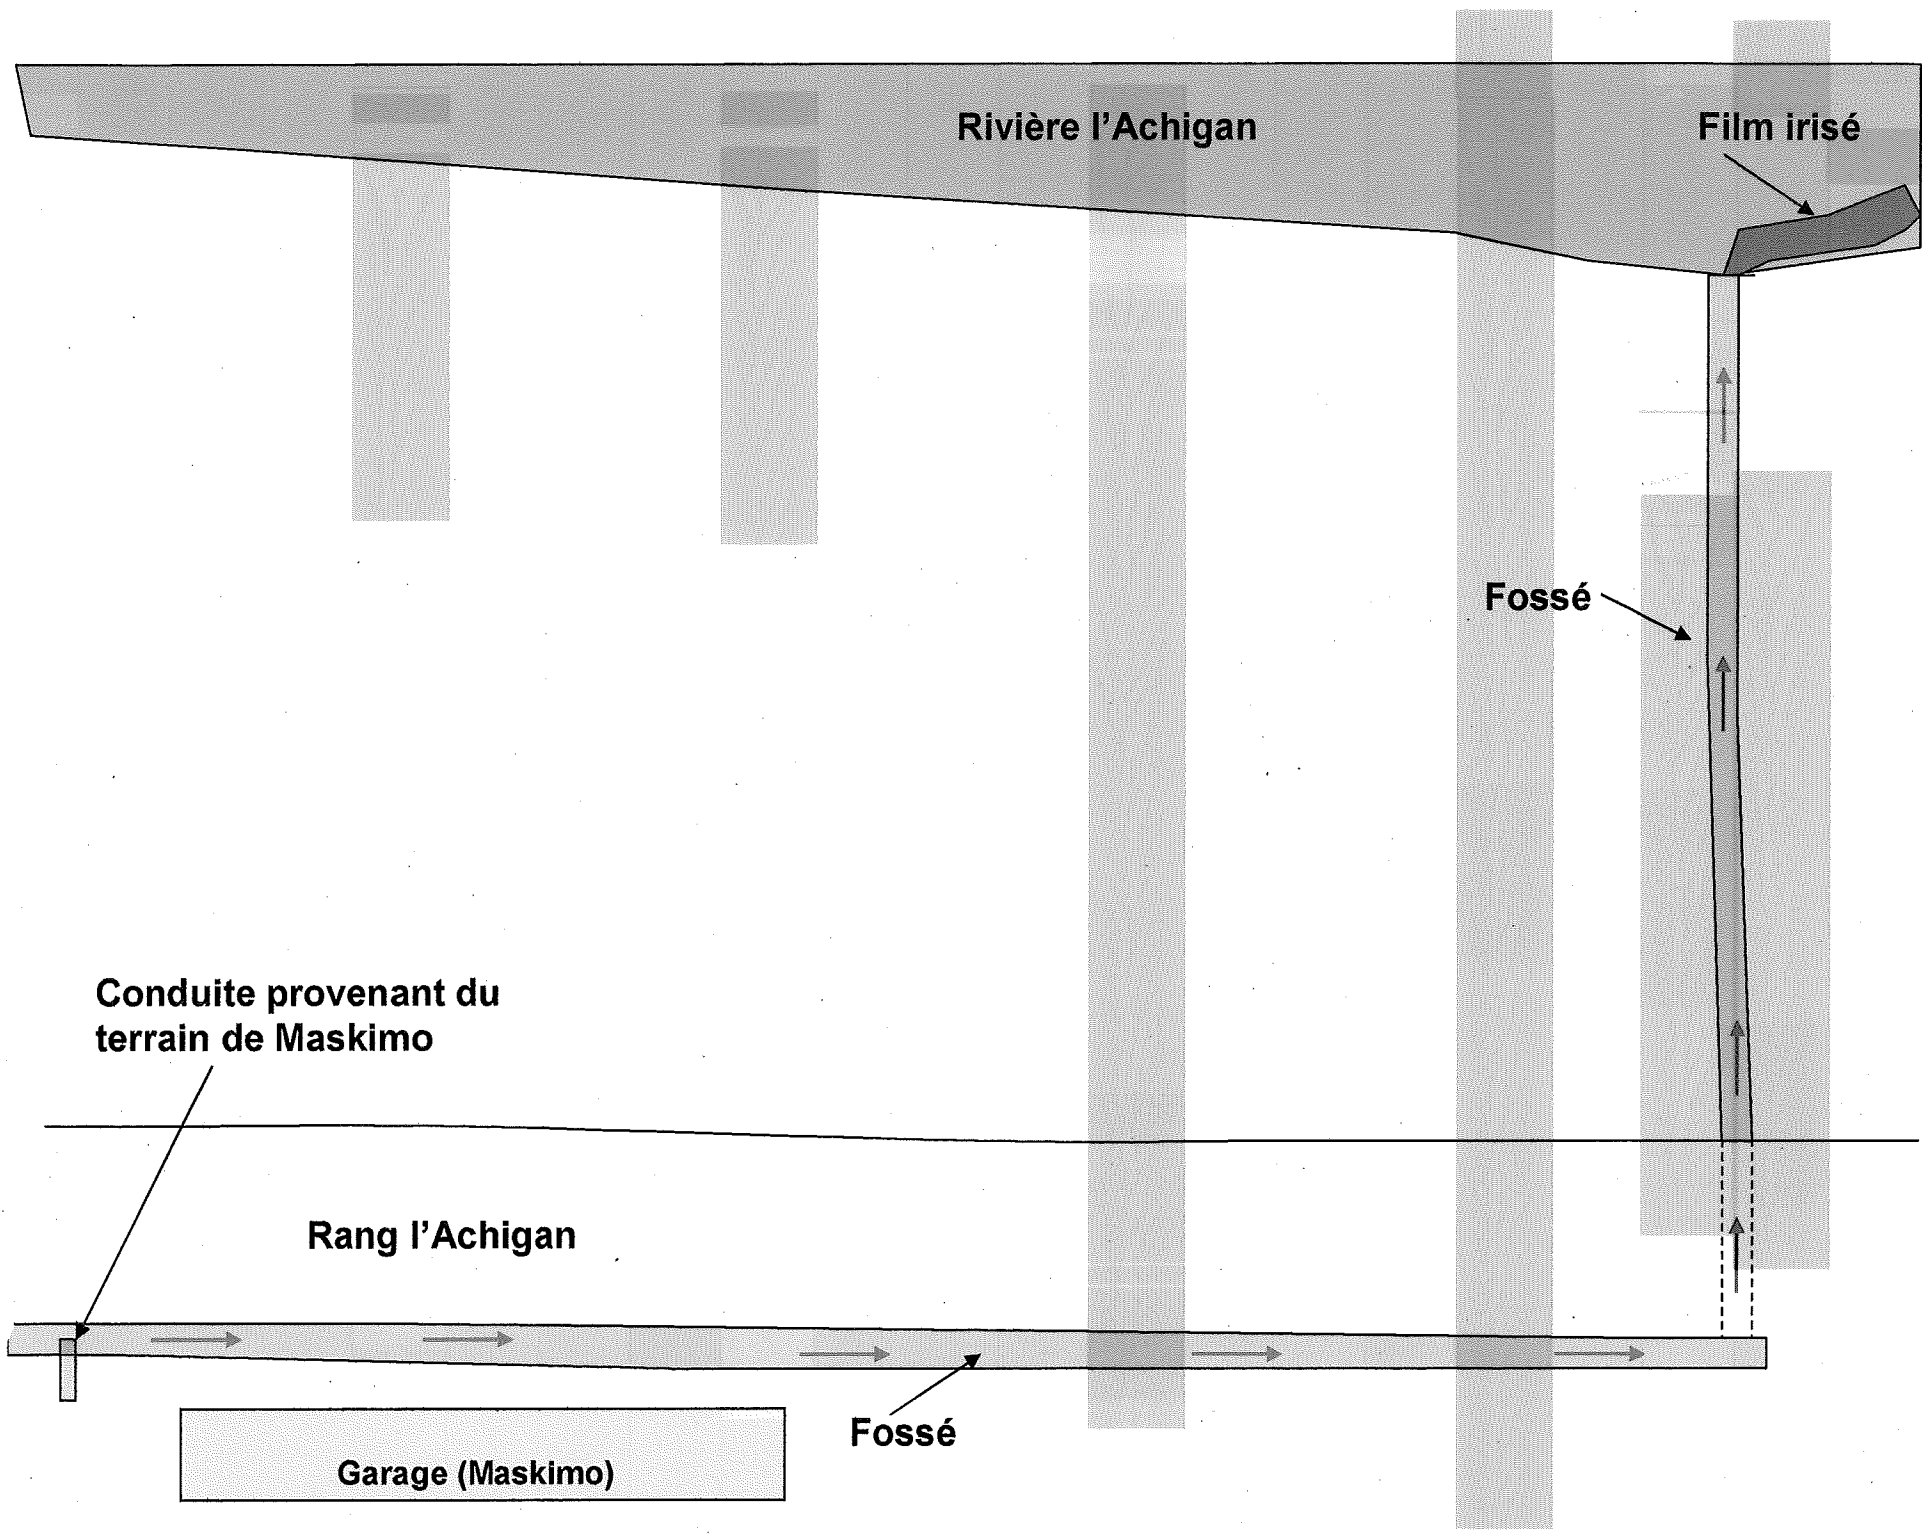 Rivière l'Achigan
Film irisé
Fossé
Conduite provenant du
terrain de Maskimo
Rang l'Achigan
Fossé
Garage (Maskimo)